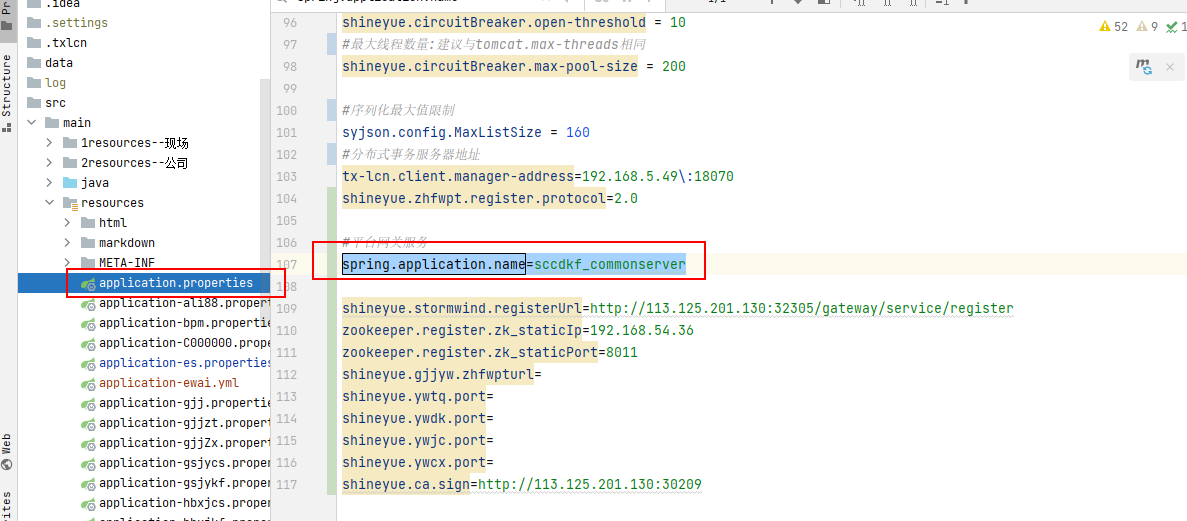 .idea
.settings
.txlcn
data
log
src
main
1resources--现场
2resources--公司
java
resources
html
markdown
META-INF
application.properties
application-ali88.propert
application-bpm.propertie
application-C000000.prope
application-es.properties
application-ewai.yml
application-gjj.propertie
application-gjjzt.propert
application-gjjZx.propert
application-gsjycs.proper
application-gsjykf.proper
application-hbxjcs.proper
Structure
Web
52 9 1
96 shineyue.circuitBreaker.open-threshold = 10
97 #最大线程数量:建议与tomcat.max-threads相同
98 shineyue.circuitBreaker.max-pool-size = 200
99
100 #序列化最大值限制
101 syjson.config.MaxListSize = 160
102 #分布式事务服务器地址
103 tx-lcn.client.manager-address=192.168.5.49\:18070
104 shineyue.zhfwpt.register.protocol=2.0
105
106 #平台网关服务
107 spring.application.name=sccdkf_commonserver
108
109 shineyue.stormwind.registerUrl=http://113.125.201.130:32305/gateway/service/register
110 zookeeper.register.zk_staticIp=192.168.54.36
111 zookeeper.register.zk_staticPort=8011
112 shineyue.gjjyw.zhfwpturl=
113 shineyue.ywtq.port=
114 shineyue.ywdk.port=
115 shineyue.ywjc.port=
116 shineyue.ywcx.port=
117 shineyue.ca.sign=http://113.125.201.130:30209